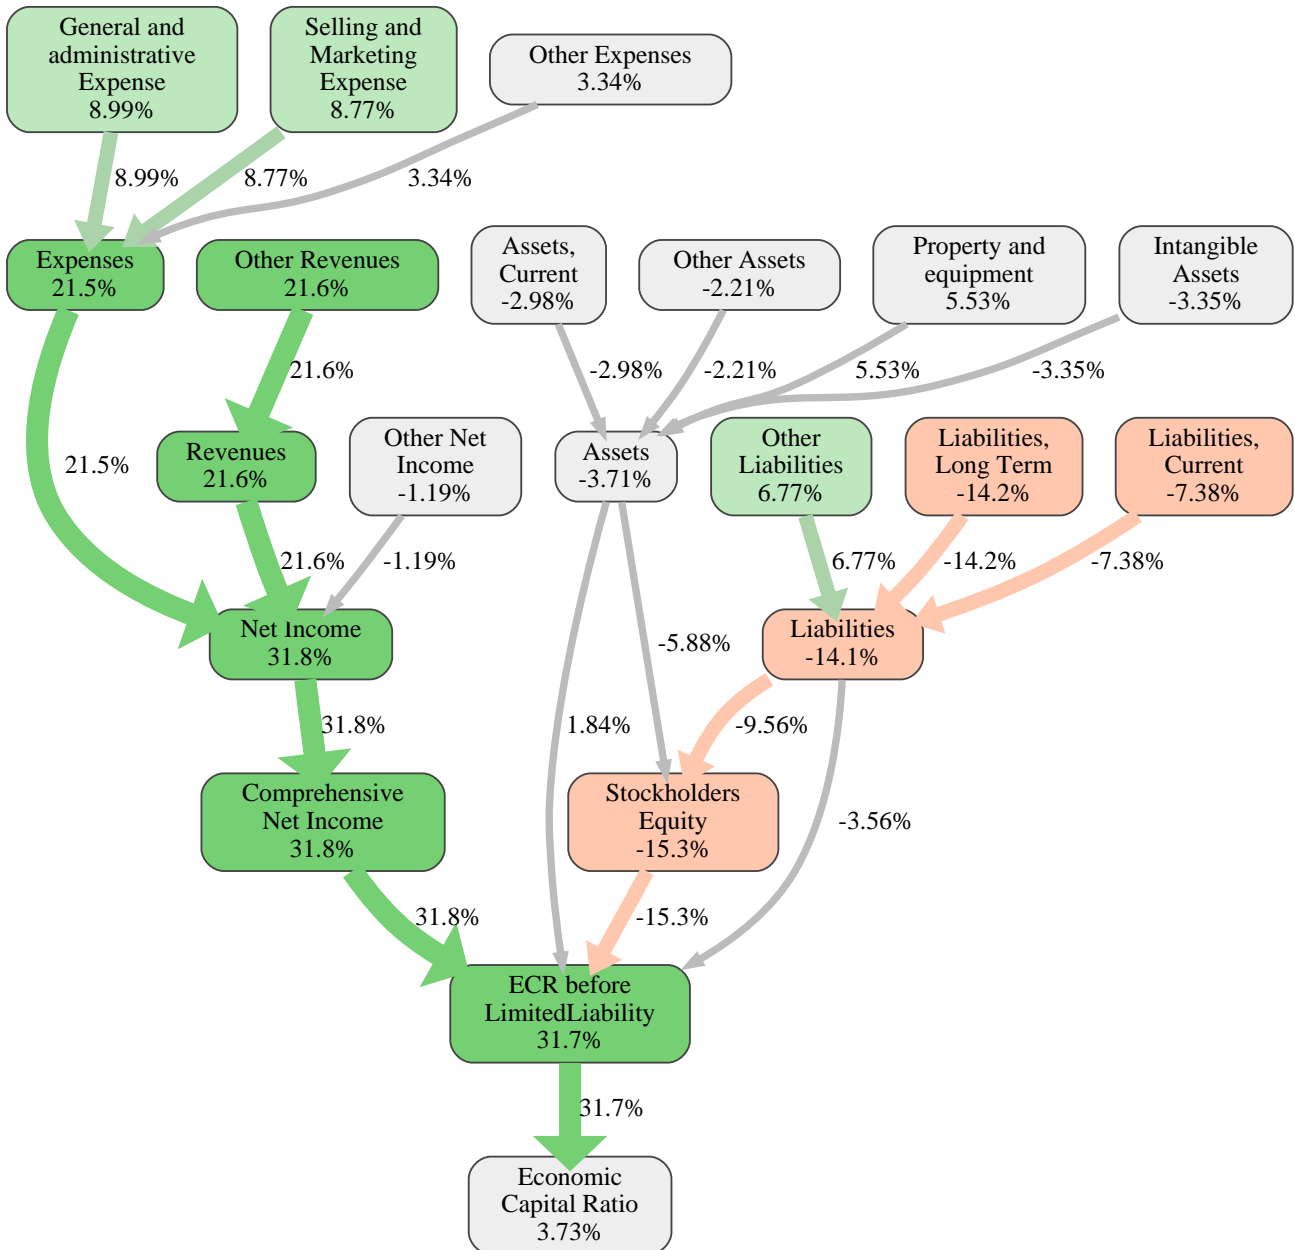 General and
administrative
Expense
8.99%
Selling and
Marketing
Expense
8.77%
Other Expenses
3.34%
8.99%
8.77%
3.34%
Expenses
21.5%
Other Revenues
21.6%
Assets,
Current
-2.98%
Other Assets
-2.21%
Property and
equipment
5.53%
Intangible
Assets
-3.35%
21.6%
-2.98%
-2.21%
5.53%
-3.35%
21.5%
Revenues
21.6%
Other Net
Income
-1.19%
Assets
-3.71%
Other
Liabilities
6.77%
Liabilities,
Long Term
-14.2%
Liabilities,
Current
-7.38%
21.6%
-1.19%
6.77%
-14.2%
-7.38%
Net Income
31.8%
-5.88%
Liabilities
-14.1%
31.8%
1.84%
-9.56%
Comprehensive
Net Income
31.8%
Stockholders
Equity
-15.3%
-3.56%
31.8%
-15.3%
ECR before
LimitedLiability
31.7%
31.7%
Economic
Capital Ratio
3.73%